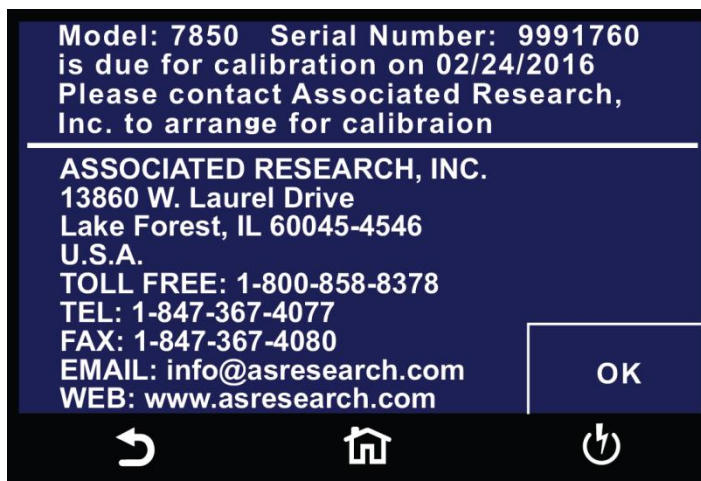 Model: 7850 Serial Number: 9991760
is due for calibration on 02/24/2016
Please contact Associated Research,
Inc. to arrange for calibraion
ASSOCIATED RESEARCH, INC.
13860 W. Laurel Drive
Lake Forest, IL 60045-4546
U.S.A.
TOLL FREE: 1-800-858-8378
TEL: 1-847-367-4077
FAX: 1-847-367-4080
EMAIL: info@asresearch.com
WEB: www.asresearch.com
OK